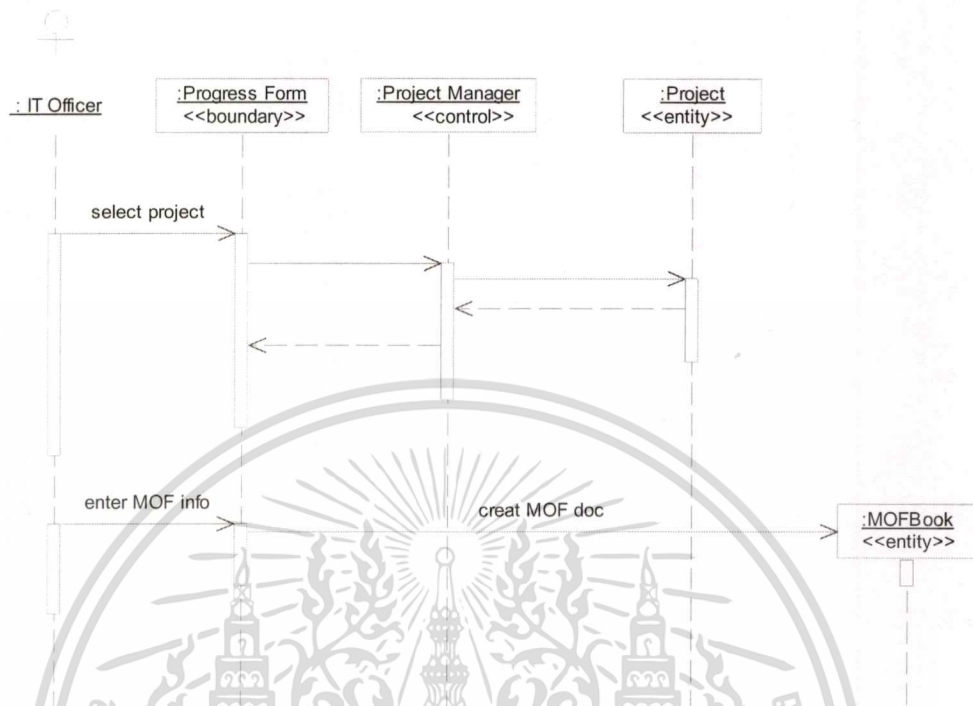 : IT Officer
:Progress Form
<<boundary>>
:Project Manager
<<control>>
:Project
<<entity>>
select project
enter MOF info
creat MOF doc
:MOFBook
<<entity>>